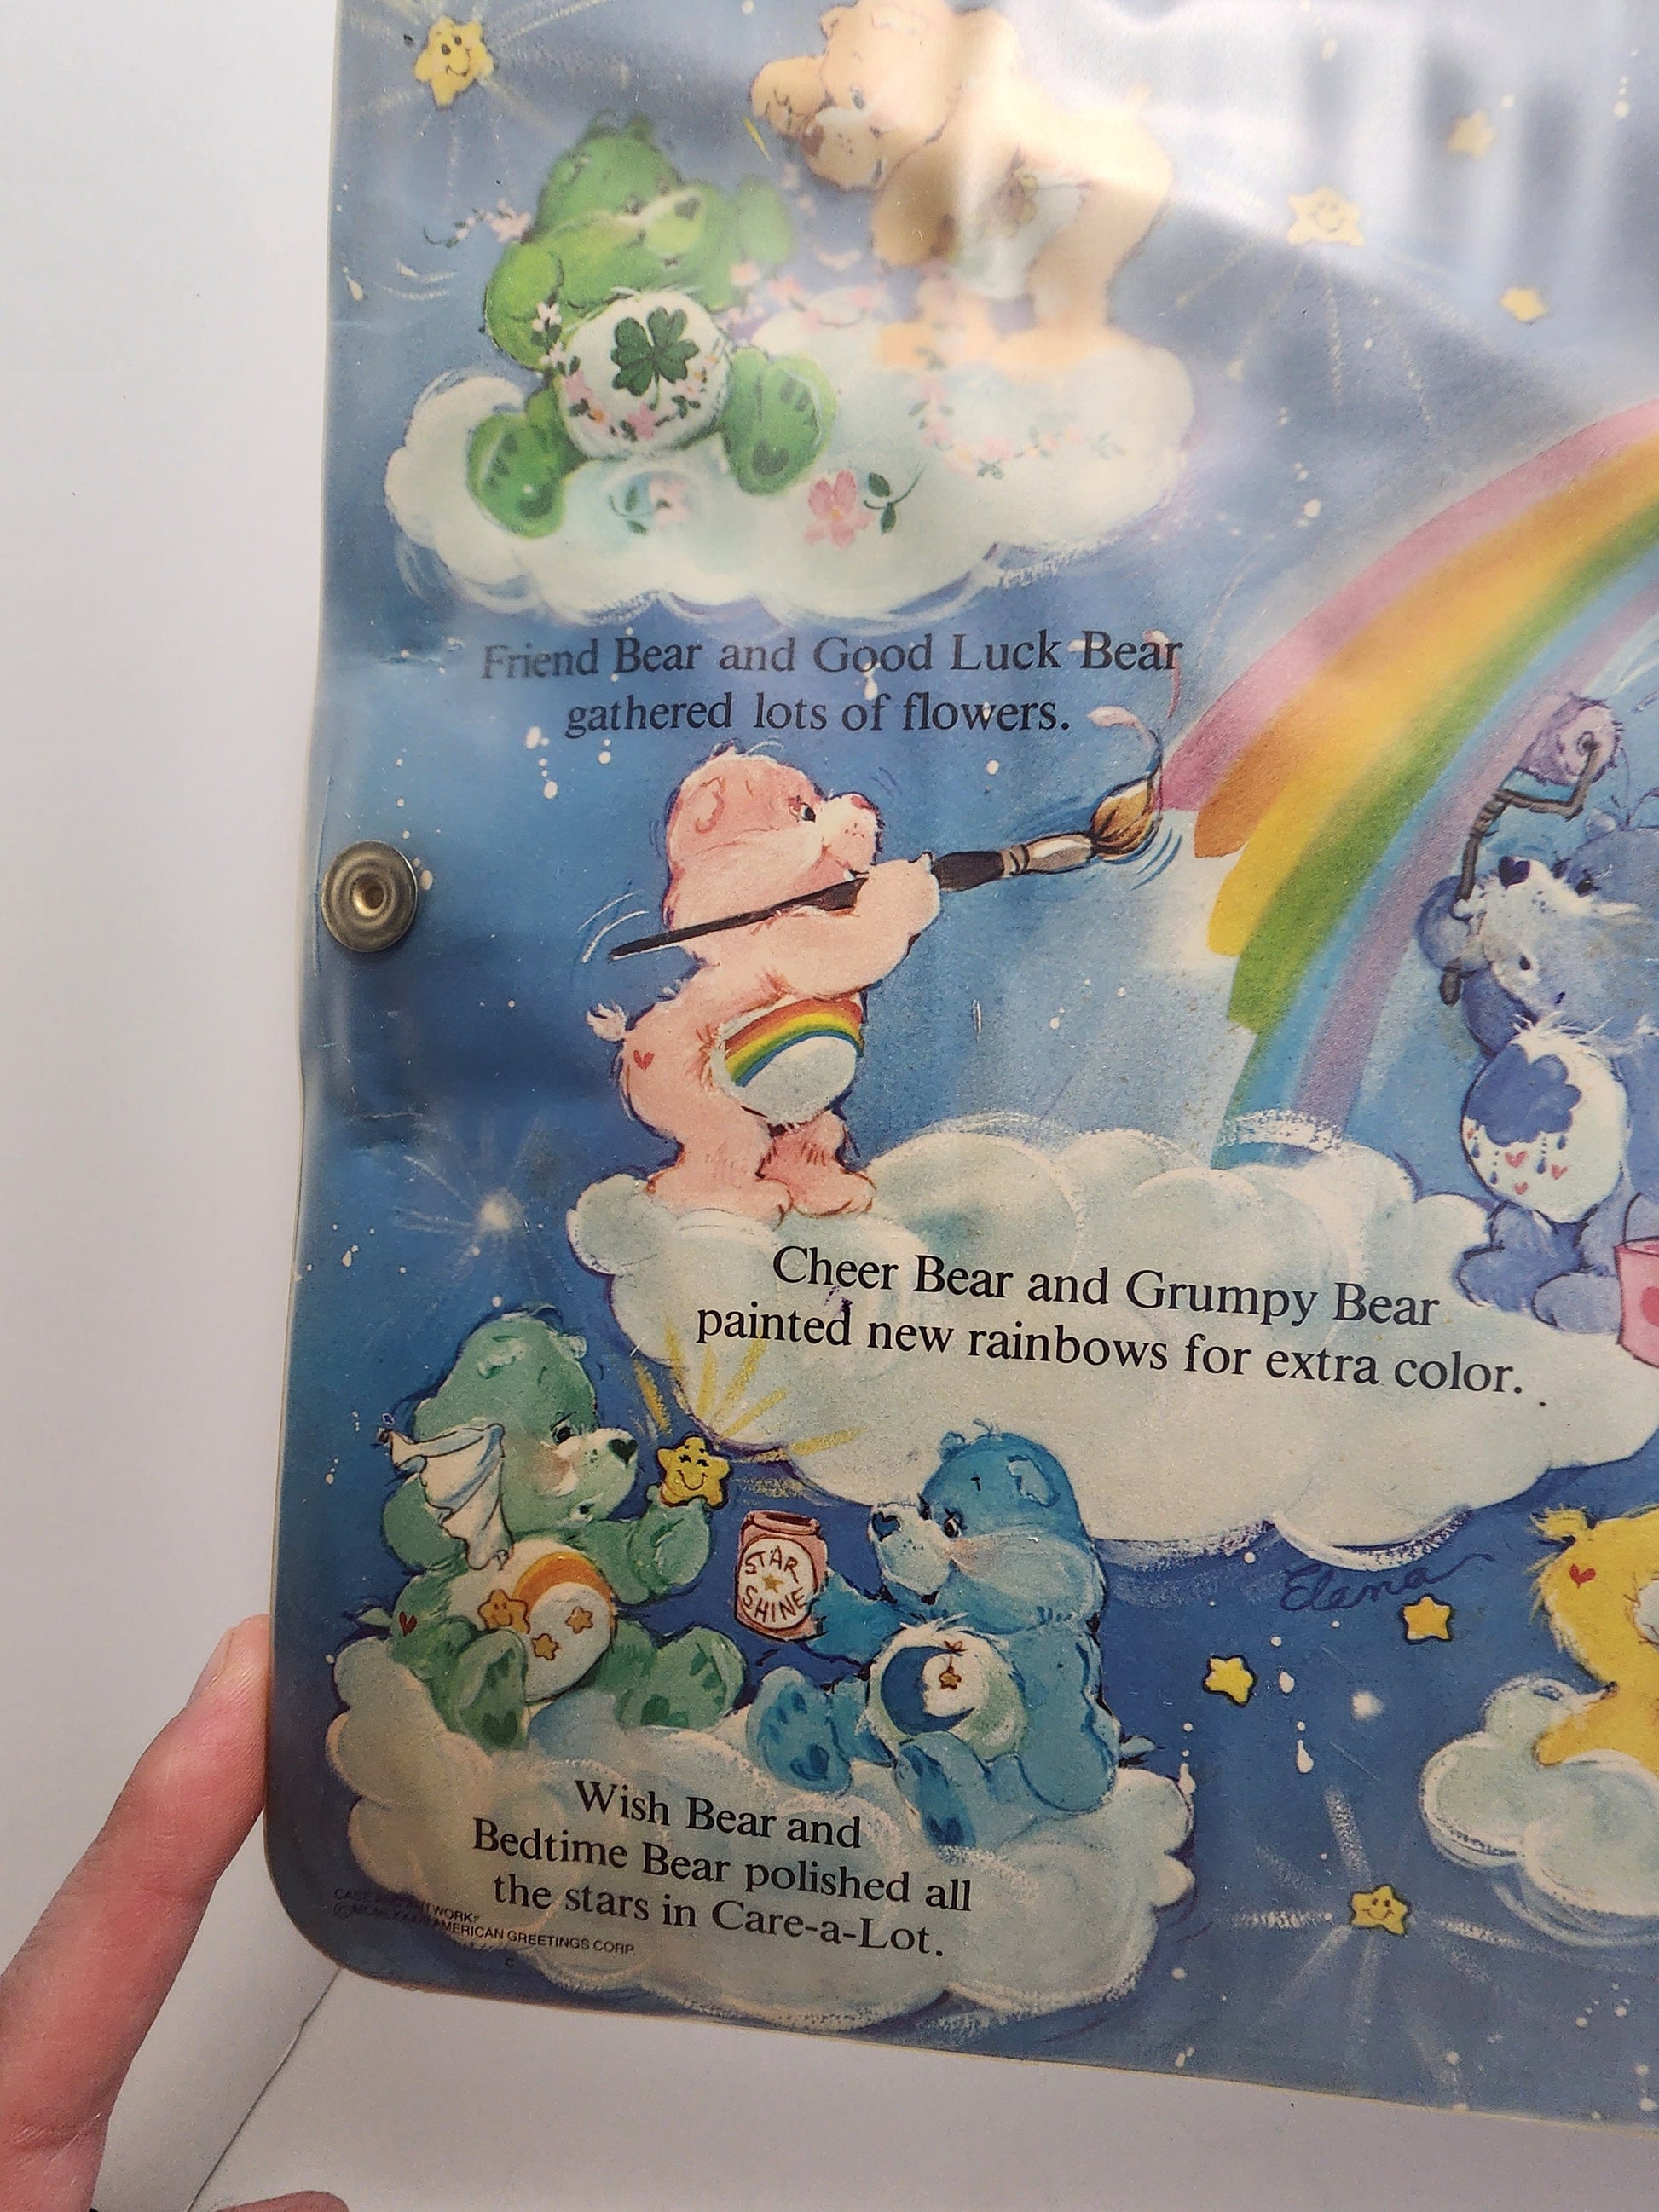 Friend Bear and Good Luck Bear
gathered lots of flowers.
Cheer Bear and Grumpy Bear
painted new rainbows for extra color.
STAR
SHINE
Elena
Wish Bear and
Bedtime Bear polished all
the stars in Care-a-Lot.
AMERICAN GREETINGS CORP.